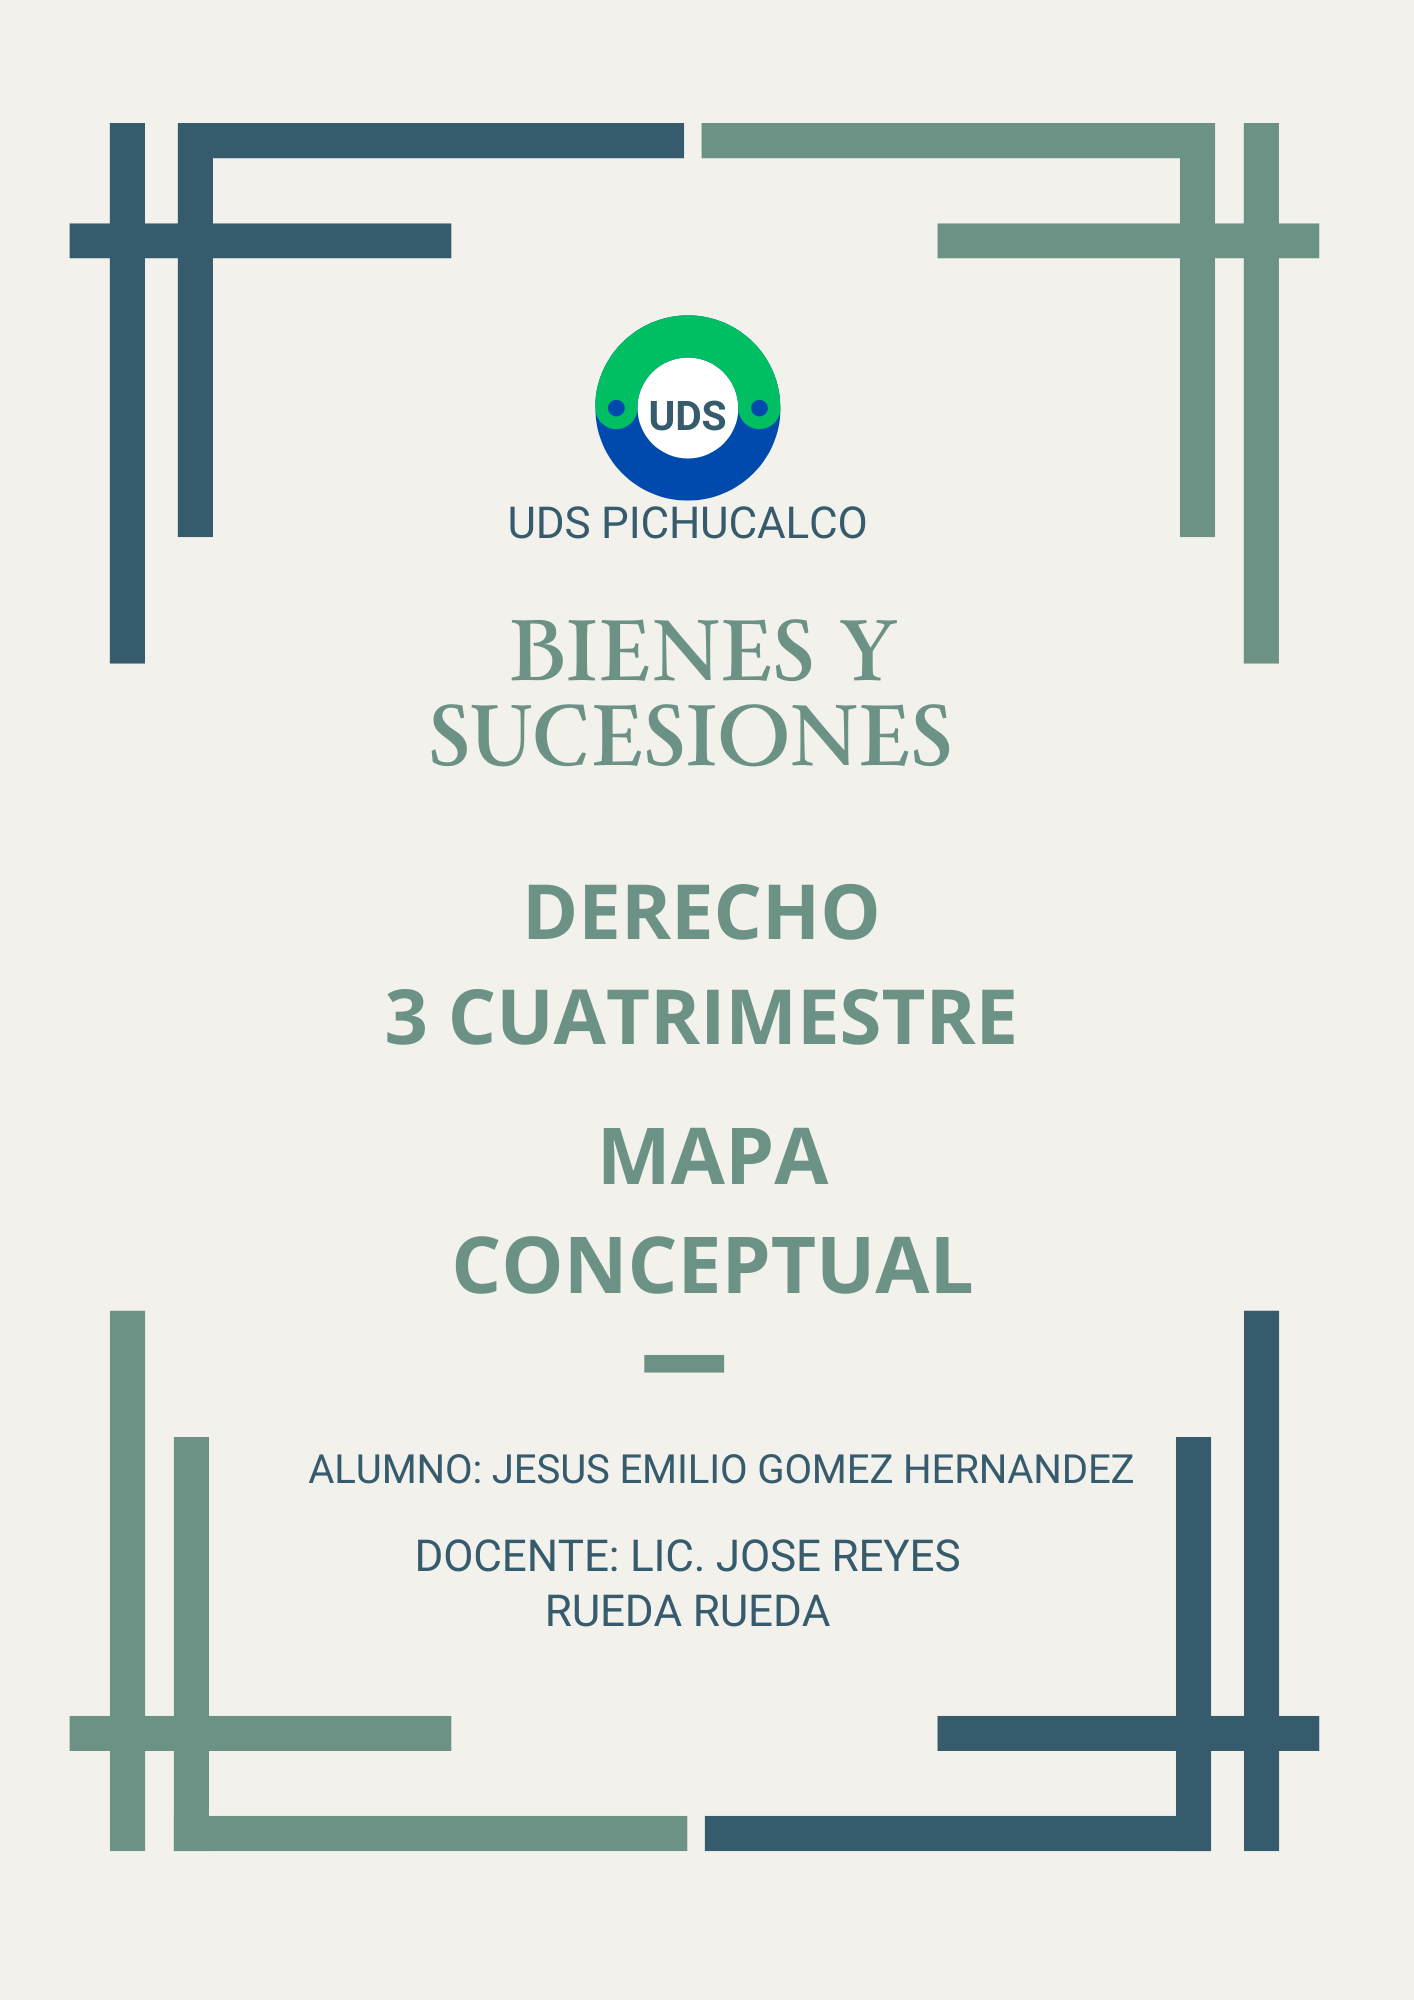 UDS
UDS PICHUCALCO
BIENES Y
SUCESIONES
DERECHO
3 CUATRIMESTRE
MAPA
CONCEPTUAL
ALUMNO: JESUS EMILIO GOMEZ HERNANDEZ
DOCENTE: LIC. JOSE REYES
RUEDA RUEDA